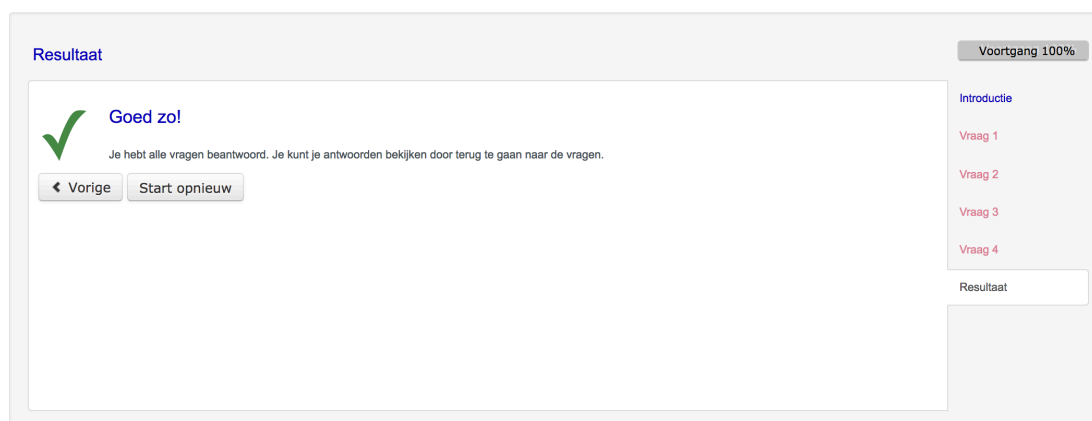 Resultaat
Voortgang 100%
Goed zo!
Je hebt alle vragen beantwoord. Je kunt je antwoorden bekijken door terug te gaan naar de vragen.
Vorige
Start opnieuw
Introductie
Vraag 1
Vraag 2
Vraag 3
Vraag 4
Resultaat